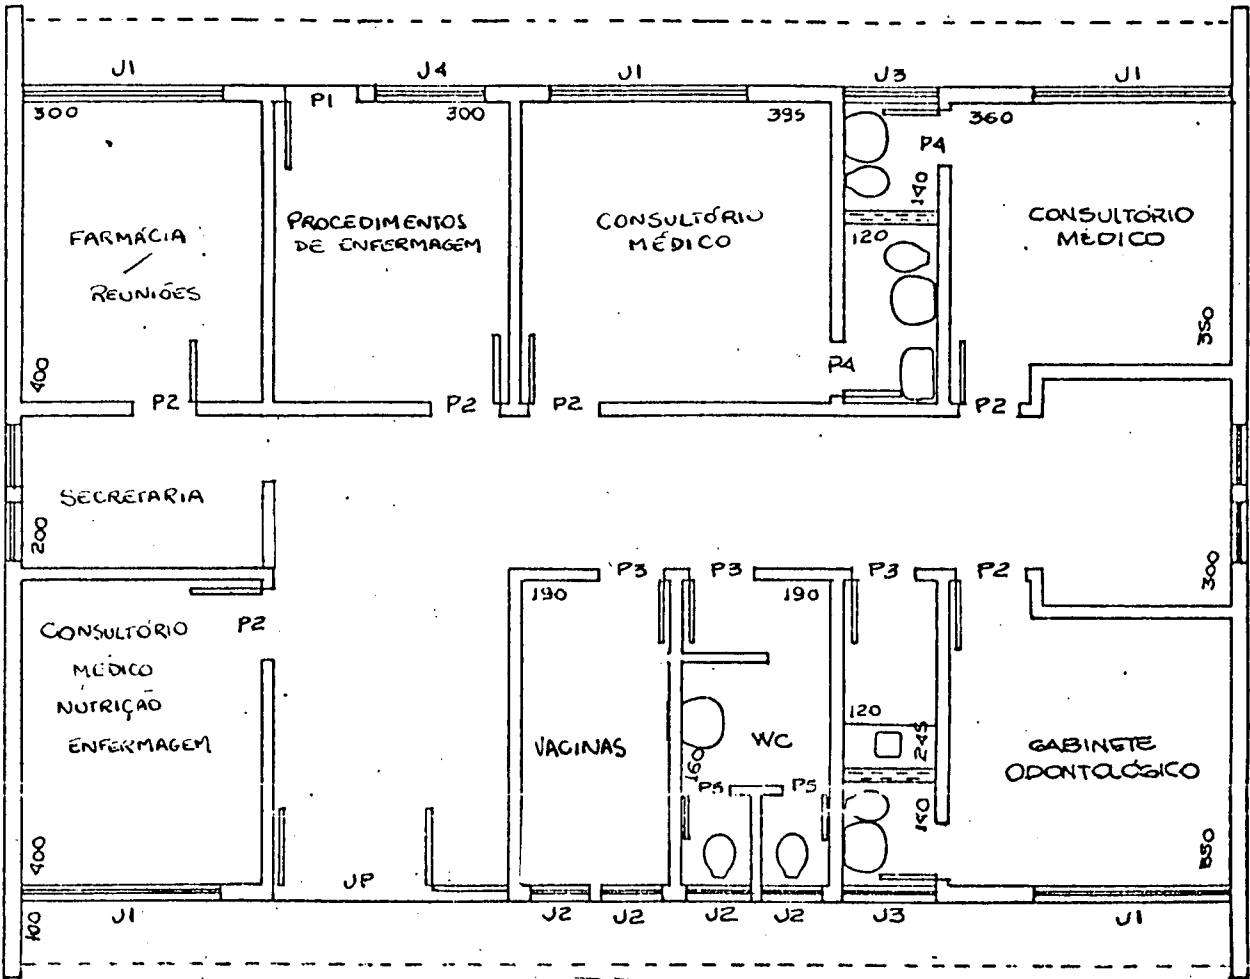 J1 J4 J1 J3 J1
P1
300 300 395 360
P4
140
FARMÁCIA
/
REUNIÕES
PROCEDIMENTOS
DE ENFERMAGEM
CONSULTÓRIO
MÉDICO
120
CONSULTÓRIO
MÉDICO
350
400
P4
P2 P2 P2 P2
SECRETARIA
200
300
P3 P3 P3 P2
190 190
CONSULTÓRIO
MEDICO
NUTRIÇÃO
ENFERMAGEM
P2
120
VACINAS
WC
245
160
GABINETE
ODONTOLÓGICO
P5 P5
140
400
350
JP
J1 J2 J2 J2 J2 J3 J1
100